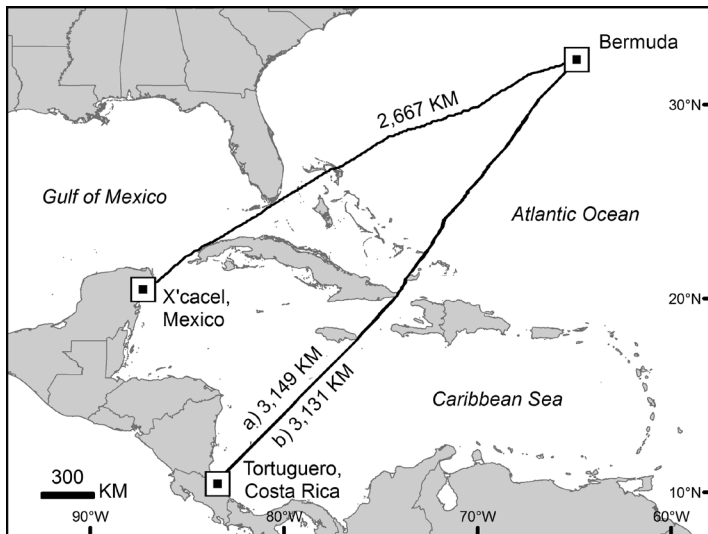 Bermuda
30°N
2,667 KM
Gulf of Mexico
Atlantic Ocean
X'cacel,
Mexico
20°N
a) 3,149 KM
b) 3,131 KM
Caribbean Sea
Tortuguero,
Costa Rica
300
KM
10°N
90°W
80°W
70°W
60°W